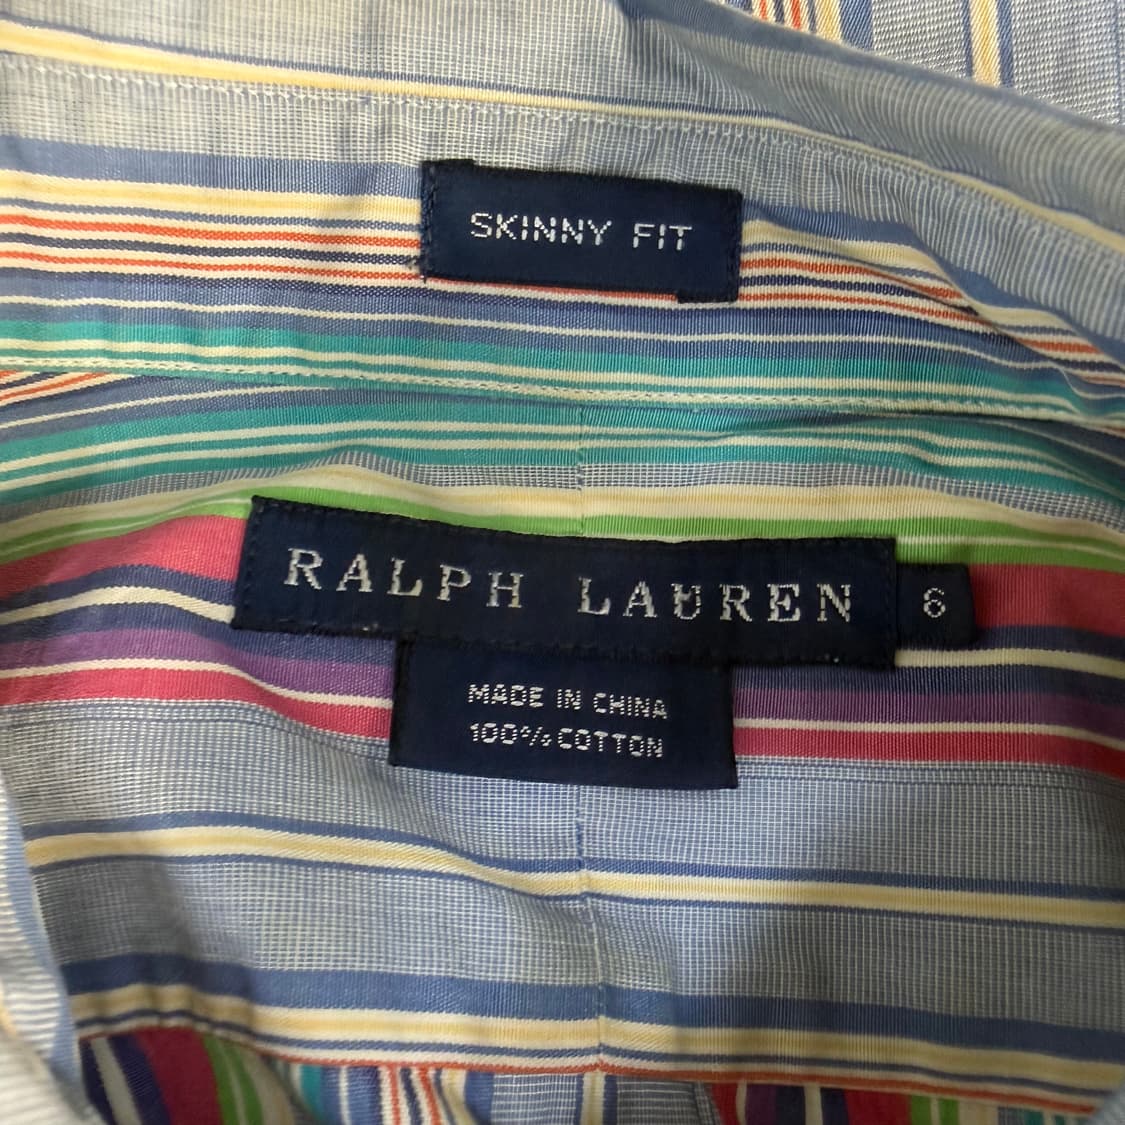 SKINNY FIT
RALPH LAUREN 6
MADE IN CHINA
100% COTTON